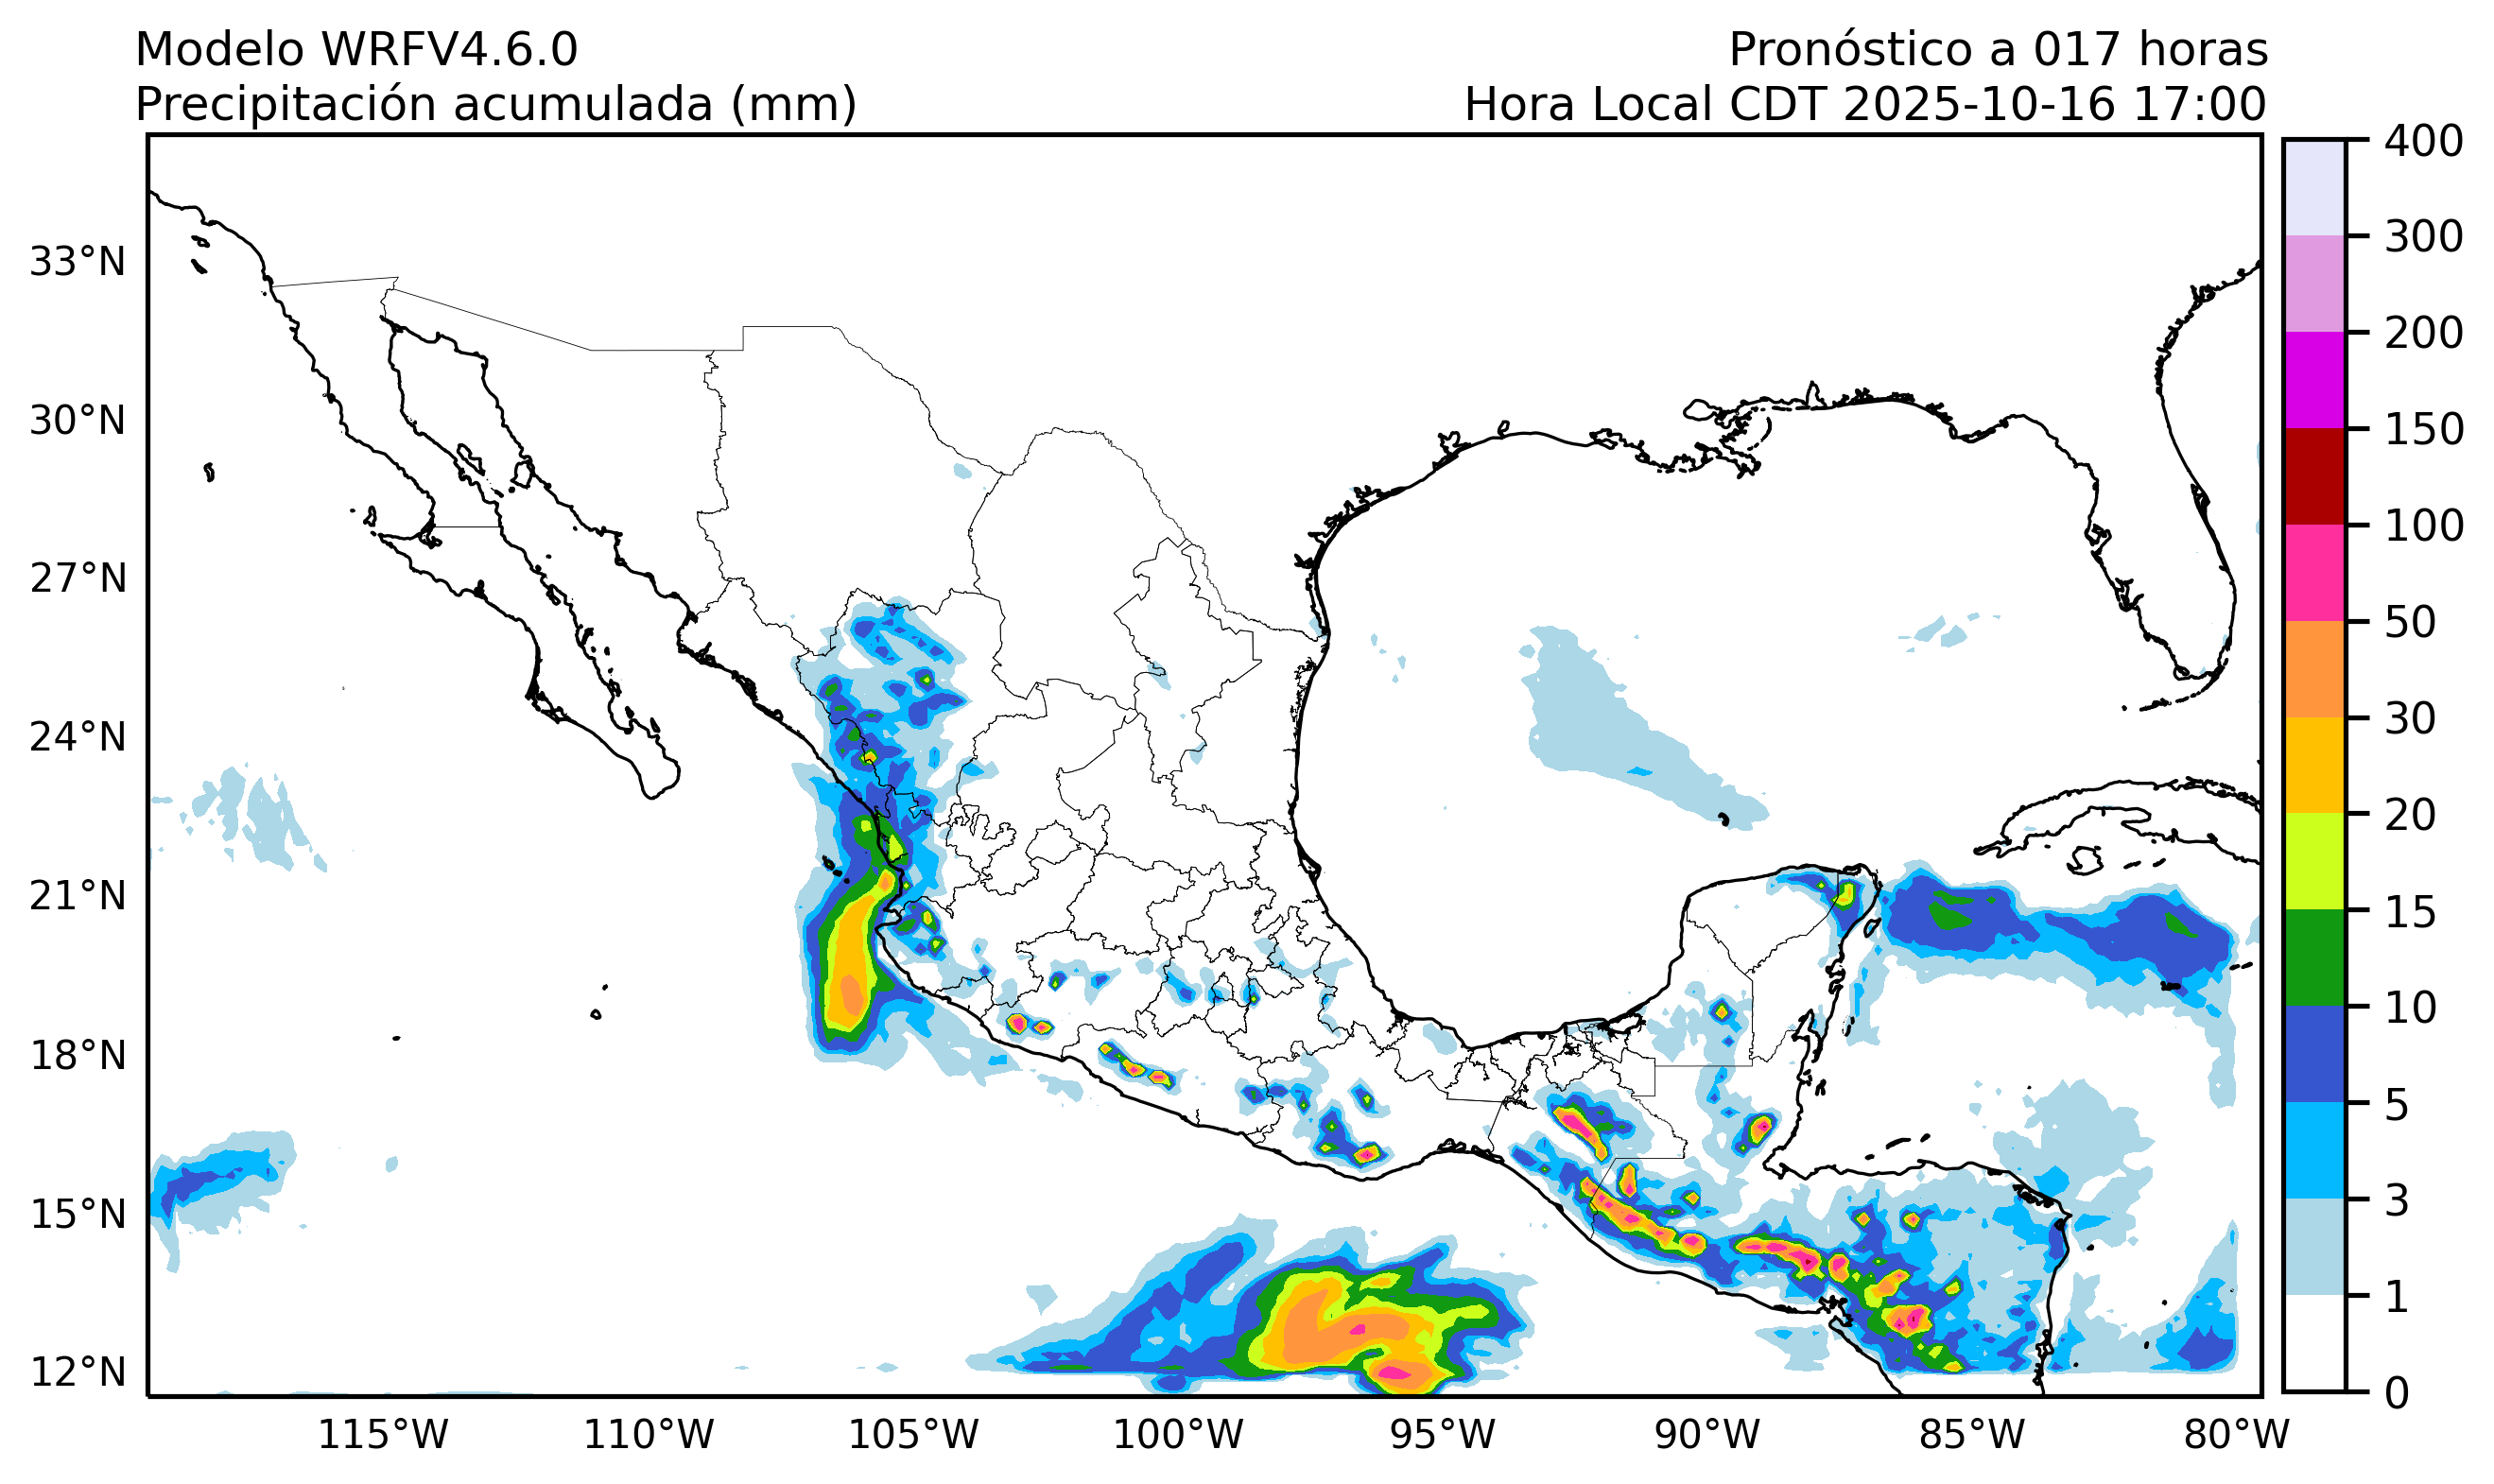 Modelo WRFV4.6.0
Pronóstico a 017 horas
Precipitación acumulada (mm)
Hora Local CDT 2025-10-16 17:00
33°N
30°N
27°N
24°N
21°N
18°N
15°N
12°N
115°W
110°W
105°W
100°W
95°W
90°W
85°W
80°W
400
300
200
150
100
50
30
20
15
10
5
3
1
0